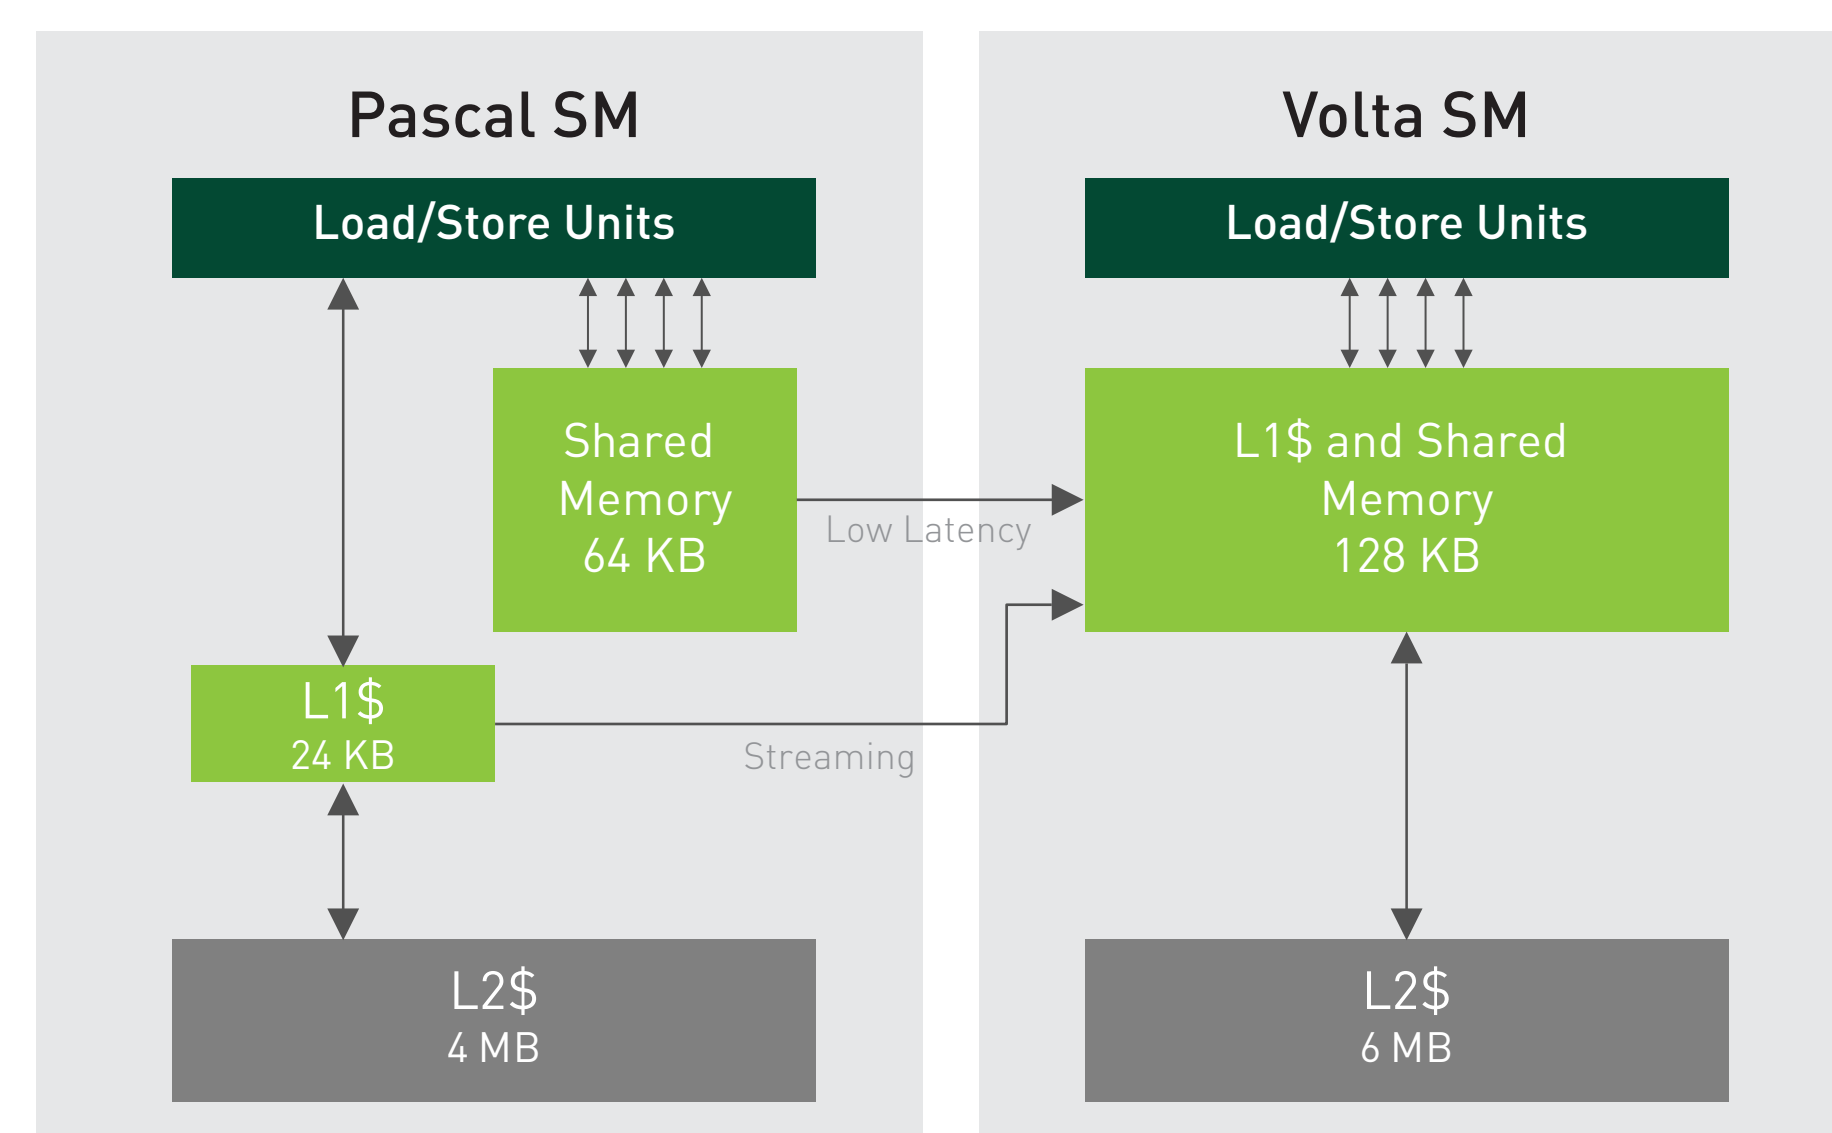 Pascal SM
Load/Store Units
Shared
Memory
64 KB
Low Latency
L1$
24 KB
Streaming
L2$
4 MB
Volta SM
Load/Store Units
L1$ and Shared
Memory
128 KB
L2$
6 MB